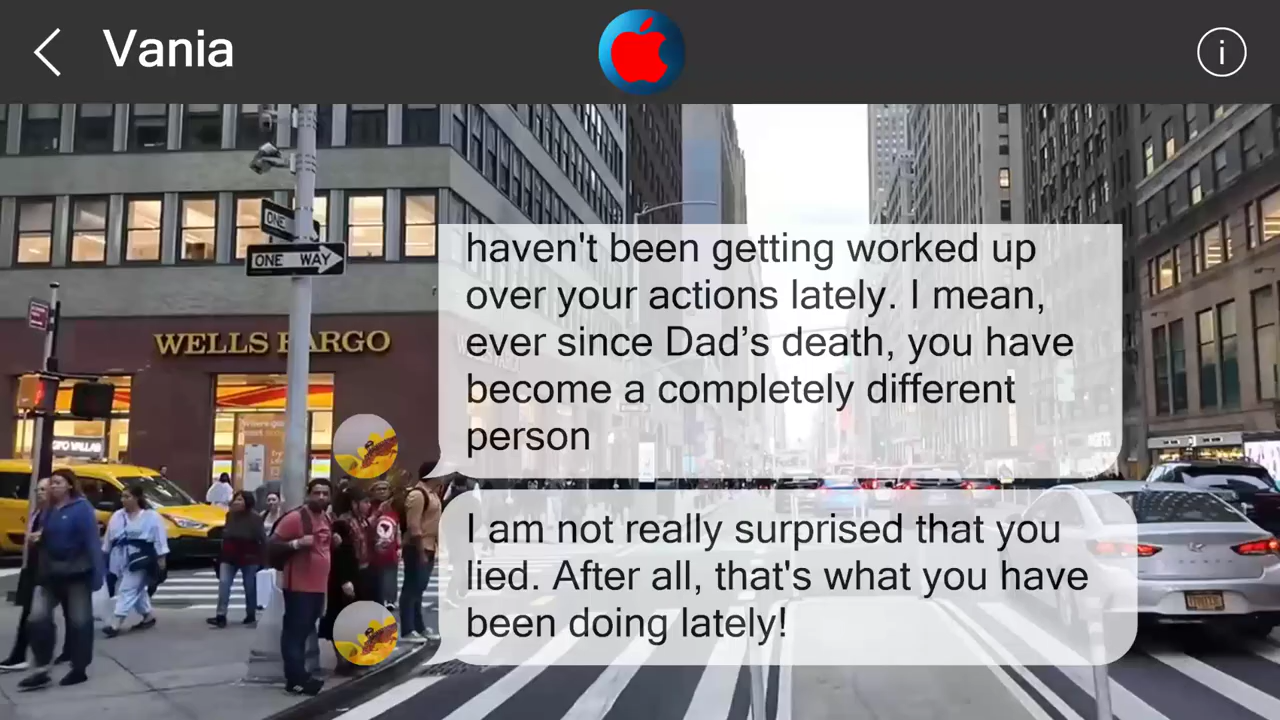 Vania
i
ONE
ONE WAY
WELLS FARGO
haven't been getting worked up
over your actions lately. I mean,
ever since Dad’s death, you have
become a completely different
person
I am not really surprised that you
lied. After all, that's what you have
been doing lately!